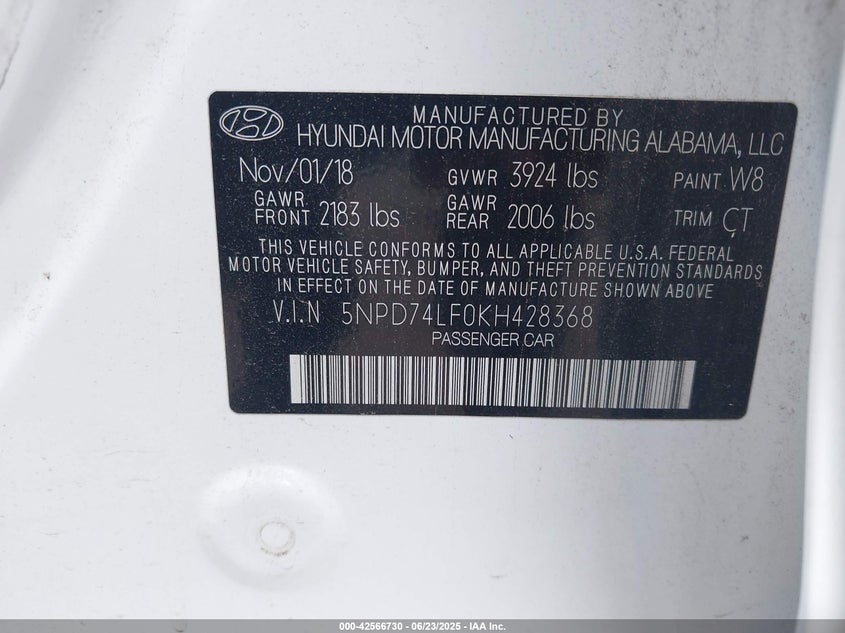 MANUFACTURED BY
HYUNDAI MOTOR MANUFACTURING ALABAMA, LLC
Nov/01/18 GVWR 3924 lbs PAINT W8
GAWR FRONT 2183 lbs GAWR REAR 2006 lbs TRIM CT
THIS VEHICLE CONFORMS TO ALL APPLICABLE U.S.A. FEDERAL
MOTOR VEHICLE SAFETY, BUMPER, AND THEFT PREVENTION STANDARDS
IN EFFECT ON THE DATE OF MANUFACTURE SHOWN ABOVE
V.I.N 5NPD74LF0KH428368
PASSENGER CAR
000-42566730 - 06/23/2025 - IAA Inc.